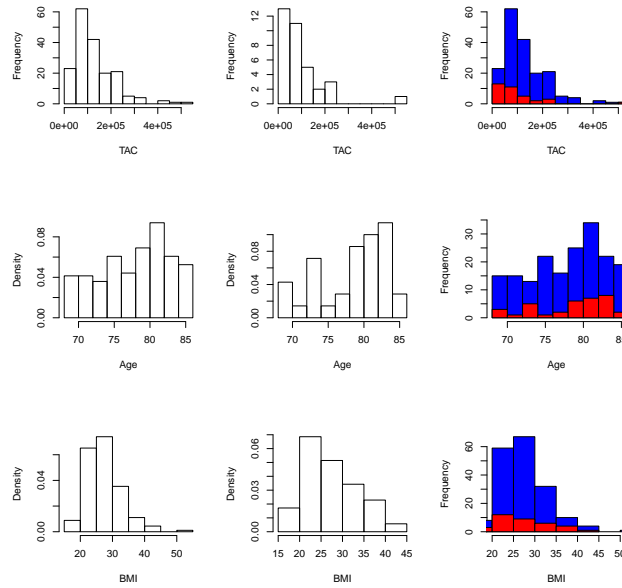 Frequency
0 20 40 60
0e+00 2e+05 4e+05
TAC
Frequency
0 2 4 6 8 12
0e+00 2e+05 4e+05
TAC
Frequency
0 20 40 60
0e+00 2e+05 4e+05
TAC
Density
0.00 0.04 0.08
70 75 80 85
Age
Density
0.00 0.04 0.08
70 75 80 85
Age
Frequency
0 5 10 20 30
70 75 80
Age
Density
0.00 0.04
20 30 40 50
BMI
Density
0.00 0.03 0.06
15 20 25 30 35 40 45
BMI
Frequency
0 20 40 60
20 25 30 35 40 45 50
BMI